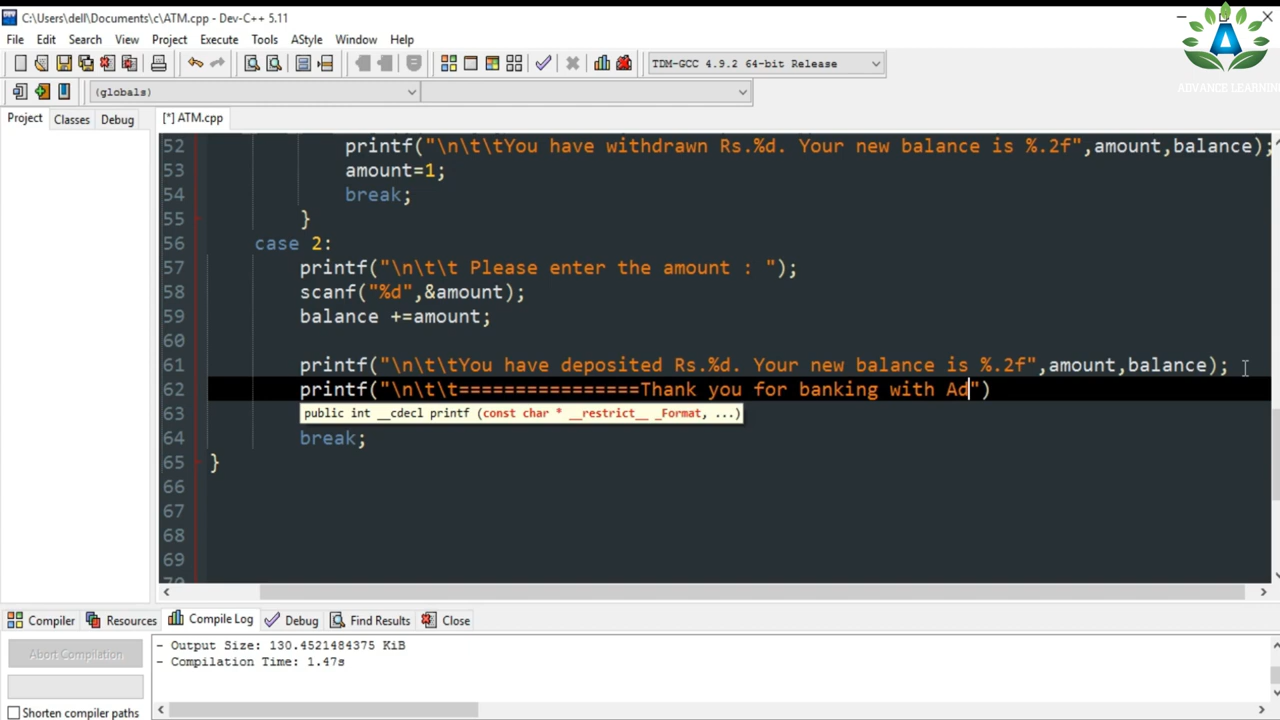 C:\Users\dell\Documents\c\ATM.cpp - Dev-C++ 5.11
File Edit Search View Project Execute Tools AStyle Window Help
TDM-GCC 4.9.2 64-bit Release
(globals)
ADVANCE LEARNIN
Project Classes Debug
[*] ATM.cpp
52 printf("\n\t\tYou have withdrawn Rs.%d. Your new balance is %.2f",amount,balance);
53 amount=1;
54 break;
55 }
56 case 2:
57 printf("\n\t\t Please enter the amount : ");
58 scanf("%d",&amount);
59 balance +=amount;
60
61 printf("\n\t\tYou have deposited Rs.%d. Your new balance is %.2f",amount,balance);
62 printf("\n\t\t================Thank you for banking with Ad")
63 public int __cdecl printf (const char * __restrict__ _Format, ...)
64 break;
65 }
66
67
68
69
70
Compiler Resources Compile Log Debug Find Results Close
Abort Compilation
Shorten compiler paths
- Output Size: 130.4521484375 KiB
- Compilation Time: 1.47s